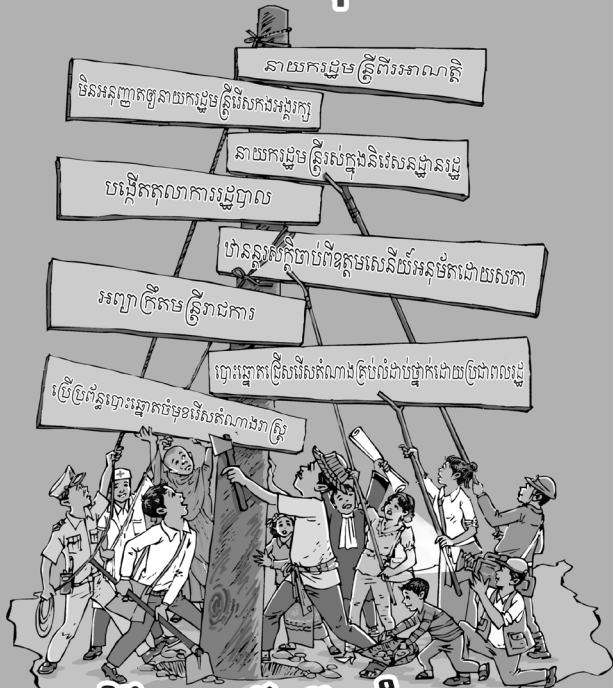 នាយករដ្ឋមន្ត្រីពីរអាណត្តិ
មិនអនុញ្ញាតឲ្យនាយករដ្ឋមន្ត្រីរើសកងអង្គរក្ស
នាយករដ្ឋមន្ត្រីរស់ក្នុងនិវេសនដ្ឋានរដ្ឋ
បង្កើតតុលាការរដ្ឋបាល
ឋានន្តរសក្តិចាប់ពីឧត្តមសេនីយ៍អនុម័តដោយសភា
អព្យាក្រឹតមន្ត្រីរាជការ
បោះឆ្នោតជ្រើសរើសតំណាងគ្រប់លំដាប់ថ្នាក់ដោយប្រជាពលរដ្ឋ
ប្រើប្រព័ន្ធបោះឆ្នោតចំមុខរើសតំណាងរាស្ត្រ